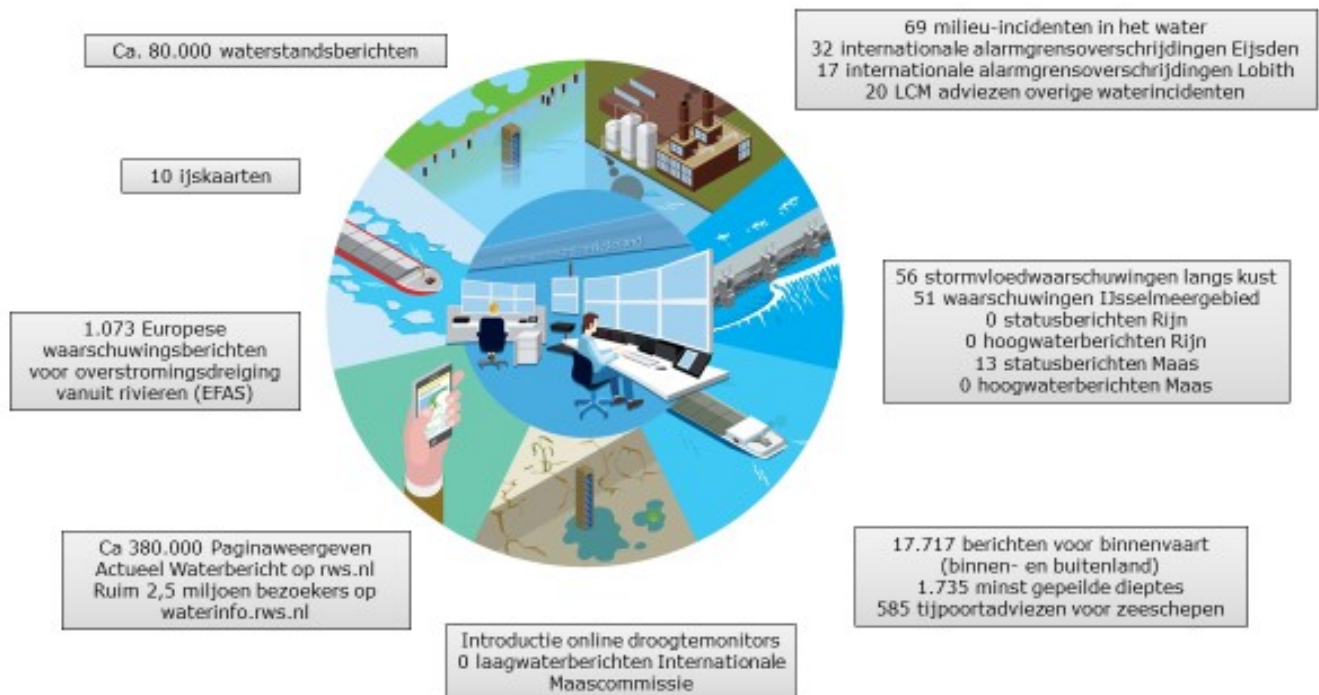 Ca. 80.000 waterstandsberichten
69 milieu-incidenten in het water
32 internationale alarmgrensoverschrijdingen Eijsden
17 internationale alarmgrensoverschrijdingen Lobith
20 LCM adviezen overige waterincidenten
10 ijskaarten
56 stormvloedwaarschuwingen langs kust
51 waarschuwingen IJsselmeergebied
0 statusberichten Rijn
0 hoogwaterberichten Rijn
13 statusberichten Maas
0 hoogwaterberichten Maas
1.073 Europese
waarschuwingsberichten
voor overstromingsdreiging
vanuit rivieren (EFAS)
Ca 380.000 Paginaweergeven
Actueel Waterbericht op rws.nl
Ruim 2,5 miljoen bezoekers op
waterinfo.rws.nl
17.717 berichten voor binnenvaart
(binnen- en buitenland)
1.735 minst gepeilde dieptes
585 tijpoortadviezen voor zeeschepen
Introductie online droogtemonitors
0 laagwaterberichten Internationale
Maascommissie